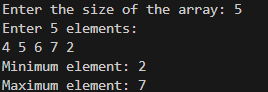 Enter the size of the array: 5
Enter 5 elements:
4 5 6 7 2
Minimum element: 2
Maximum element: 7